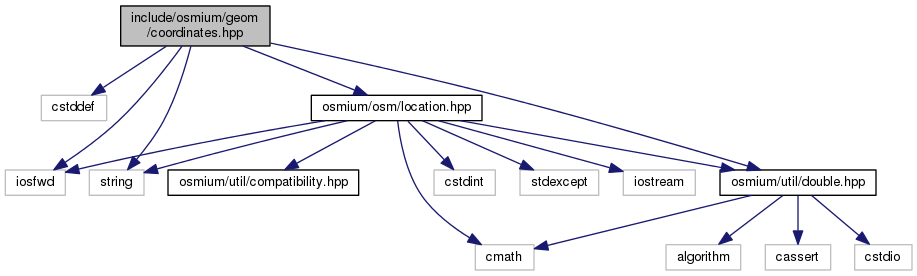 include/osmium/geom
/coordinates.hpp
cstddef
osmium/osm/location.hpp
iosfwd
string
osmium/util/compatibility.hpp
cstdint
stdexcept
iostream
osmium/util/double.hpp
cmath
algorithm
cassert
cstdio